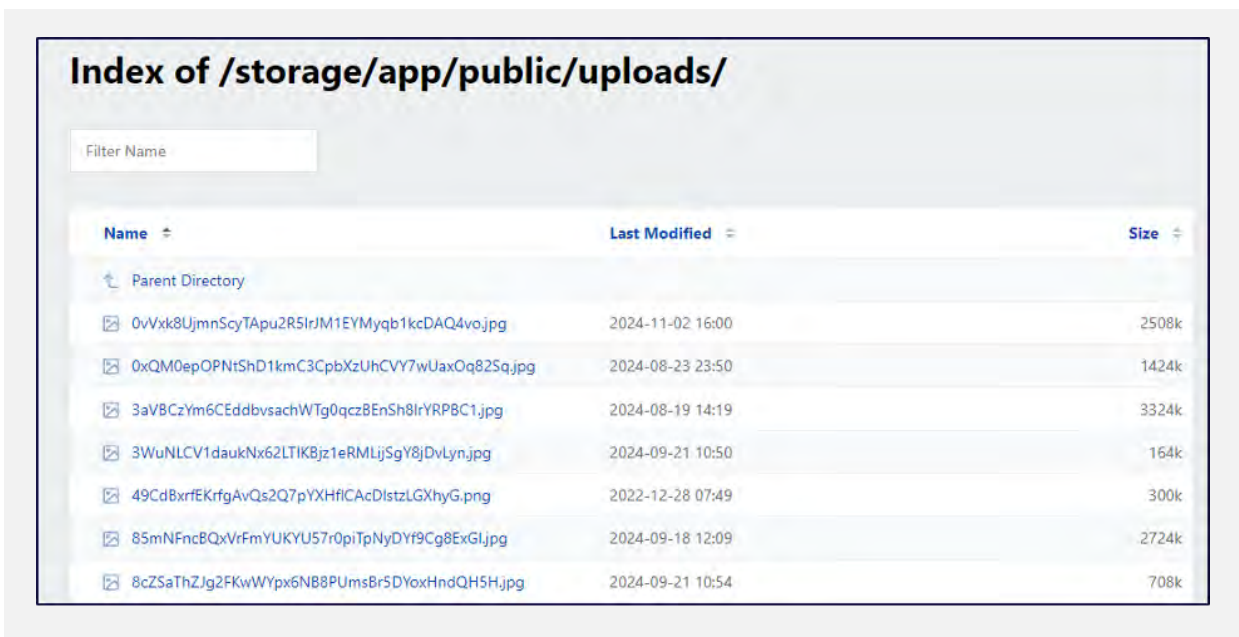 Index of /storage/app/public/uploads/
Filter Name
Name Last Modified Size
Parent Directory
0vVxk8UjmnScyTApu2R5IrJM1EYMyqb1kcDAQ4vo.jpg 2024-11-02 16:00 2508k
0xQM0epOPNtShD1kmC3CpbXzUhCVY7wUaxOq82Sq.jpg 2024-08-23 23:50 1424k
3aVBCzYm6CEddbvsachWTg0qczBEnSh8IrYRPBC1.jpg 2024-08-19 14:19 3324k
3WuNLCV1daukNx62LTIKBjz1eRMLijSgY8jDvLyn.jpg 2024-09-21 10:50 164k
49CdBxrfEKrfgAvQs2Q7pYXHfICAcDIstzLGXhyG.png 2022-12-28 07:49 300k
85mNFncBQxVrFmYUKYU57r0piTpNyDYf9Cg8ExGI.jpg 2024-09-18 12:09 2724k
8cZSaThZJg2FKwWYpx6NB8PUmsBr5DYoxHndQH5H.jpg 2024-09-21 10:54 708k